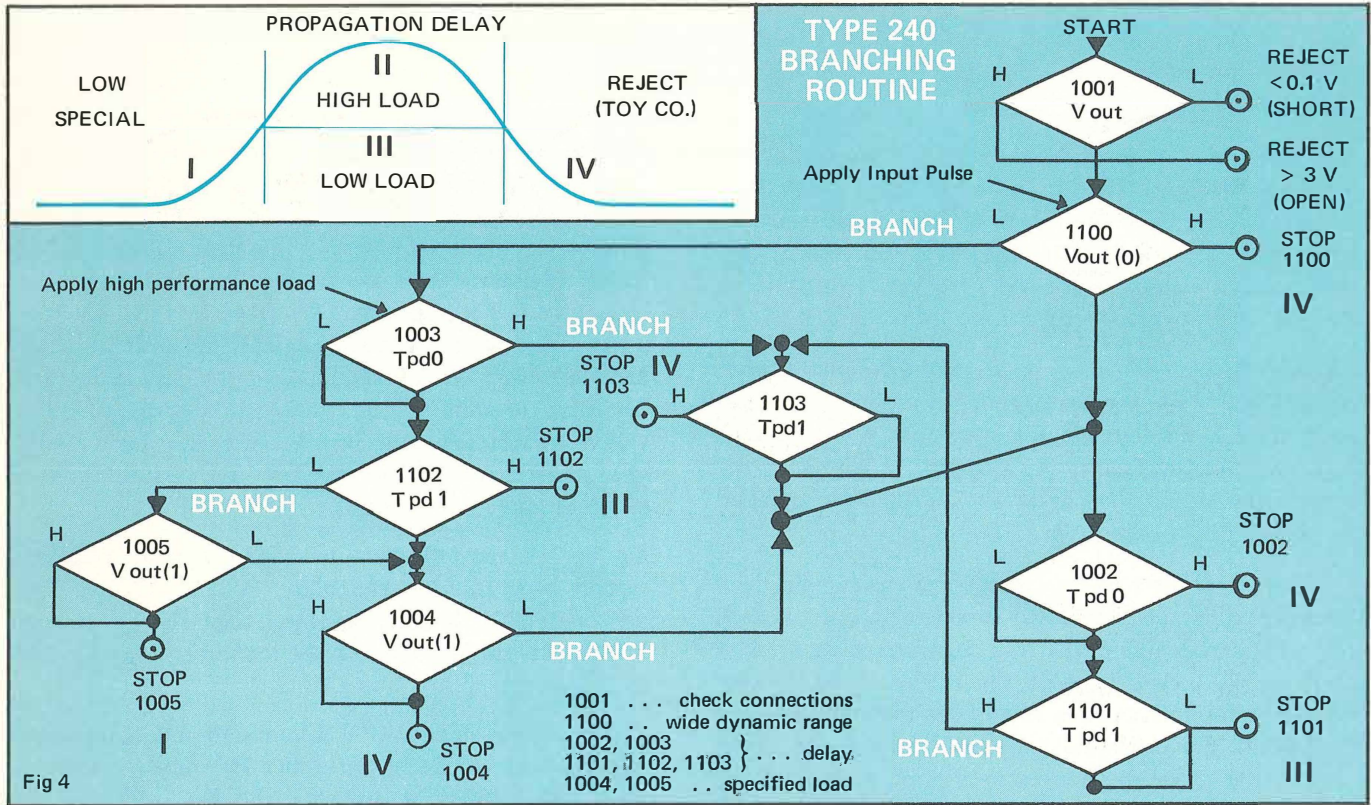 PROPAGATION DELAY
LOW
SPECIAL
I
II
HIGH LOAD
III
LOW LOAD
REJECT
(TOY CO.)
IV
TYPE 240
BRANCHING
ROUTINE
START
H
1001
V out
L
REJECT
<0.1 V
(SHORT)
REJECT
> 3 V
(OPEN)
Apply Input Pulse
BRANCH
L
1100
Vout (0)
H
STOP
1100
IV
Apply high performance load
L
1003
Tpd0
H
BRANCH
STOP
1103
IV
H
1103
Tpd1
L
L
1102
Tpd 1
H
STOP
1102
III
BRANCH
H
1005
V out(1)
L
STOP
1005
I
H
1004
V out(1)
L
BRANCH
IV
STOP
1004
L
1002
Tpd 0
H
STOP
1002
IV
H
1101
Tpd 1
L
STOP
1101
III
BRANCH
1001 . . . check connections
1100 . . wide dynamic range
1002, 1003
1101, 1102, 1103 } . . . . delay
1004, 1005 . . specified load
Fig 4